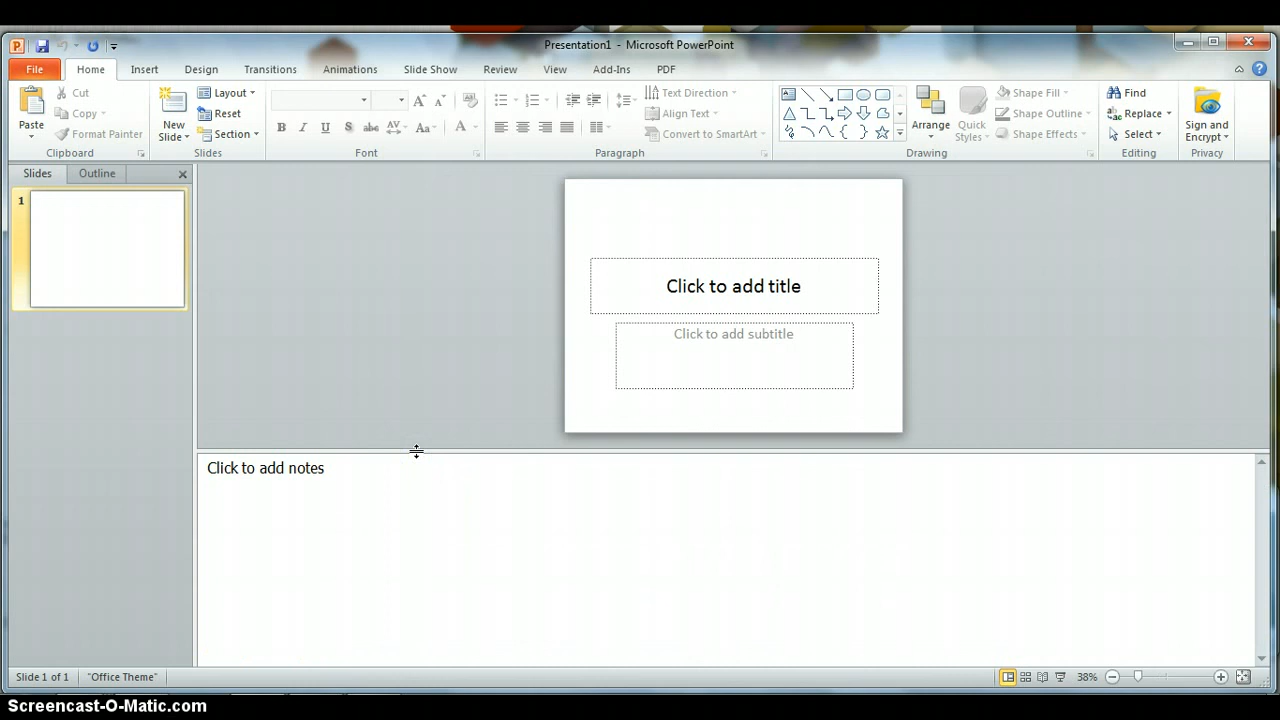 Presentation1 - Microsoft PowerPoint
File Home Insert Design Transitions Animations Slide Show Review View Add-Ins PDF
Paste
Cut
Copy
Format Painter
Clipboard
New Slide
Layout
Reset
Section
Slides
B I U S abc AV Aa A
Font
Text Direction
Align Text
Convert to SmartArt
Paragraph
Arrange
Quick Styles
Shape Fill
Shape Outline
Shape Effects
Drawing
Find
Replace
Select
Editing
Sign and Encrypt
Privacy
Slides Outline
1
Click to add title
Click to add subtitle
Click to add notes
Slide 1 of 1 "Office Theme" 38%
Screencast-O-Matic.com